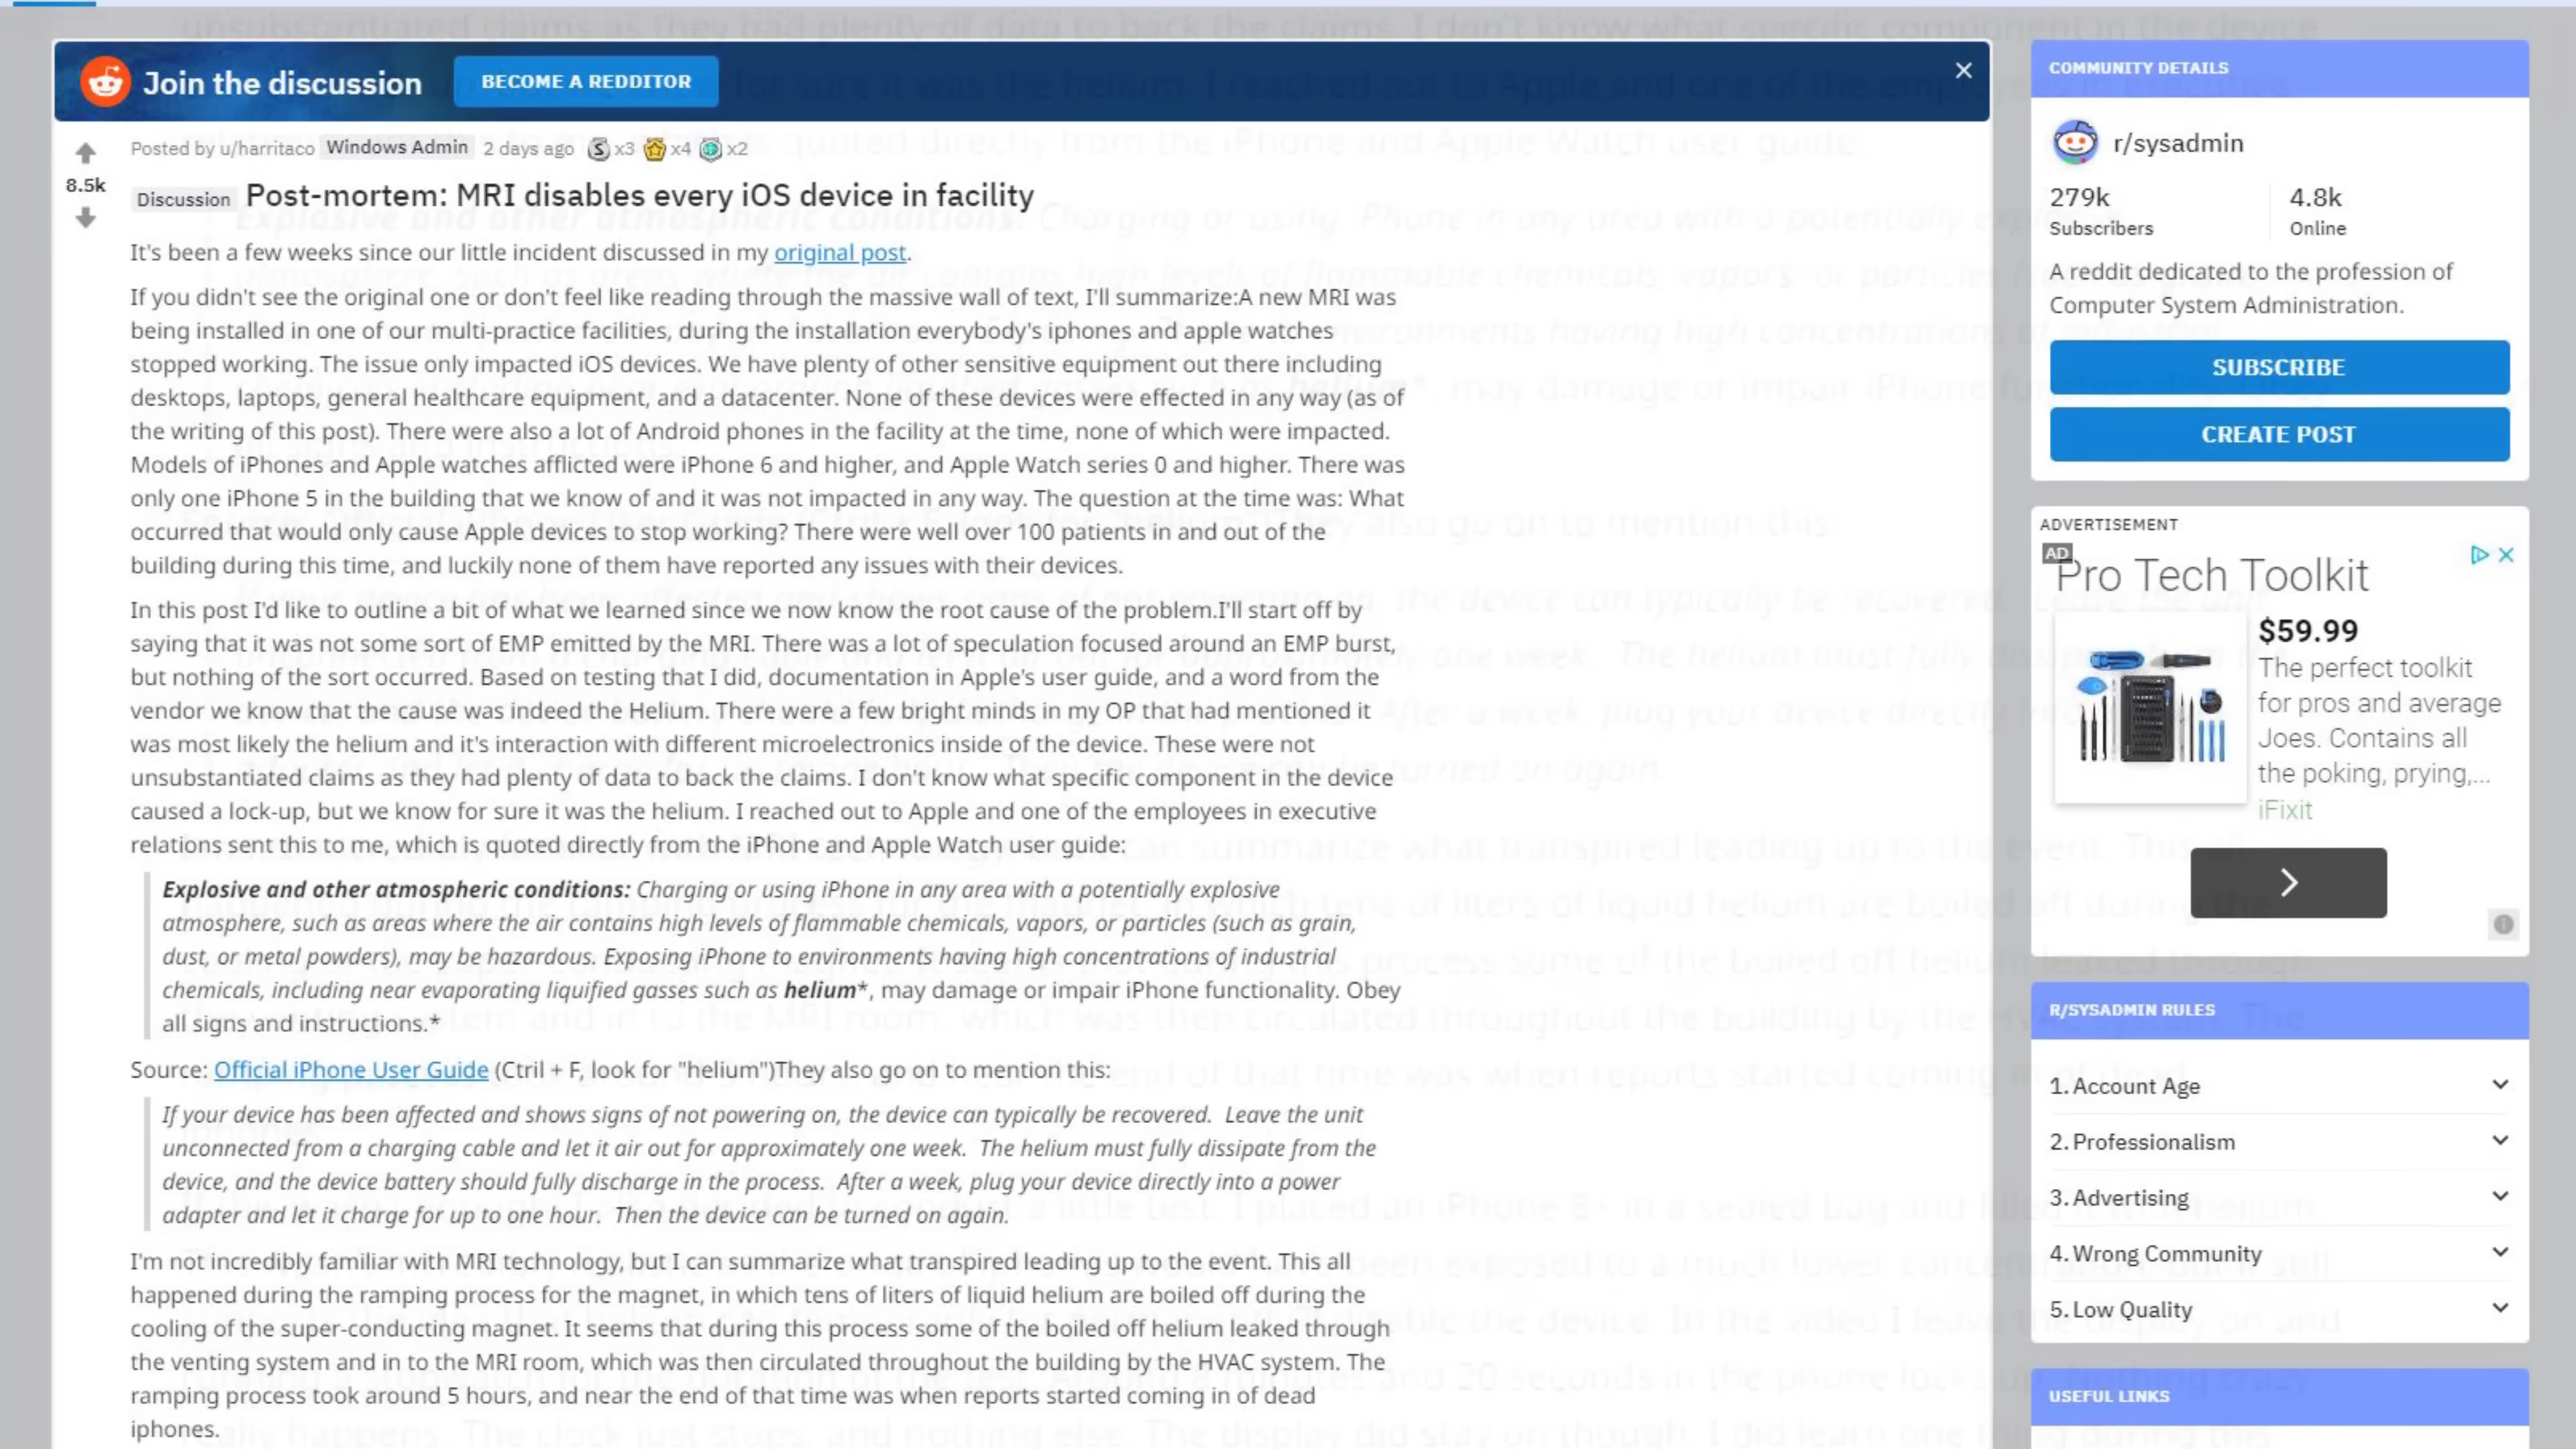 Join the discussion
BECOME A REDDITOR
Posted by u/harritaco Windows Admin 2 days ago x3 x4 x2
8.5k
Discussion Post-mortem: MRI disables every iOS device in facility
It's been a few weeks since our little incident discussed in my original post.
If you didn't see the original one or don't feel like reading through the massive wall of text, I'll summarize:A new MRI was
being installed in one of our multi-practice facilities, during the installation everybody's iphones and apple watches
stopped working. The issue only impacted iOS devices. We have plenty of other sensitive equipment out there including
desktops, laptops, general healthcare equipment, and a datacenter. None of these devices were effected in any way (as of
the writing of this post). There were also a lot of Android phones in the facility at the time, none of which were impacted.
Models of iPhones and Apple watches afflicted were iPhone 6 and higher, and Apple Watch series 0 and higher. There was
only one iPhone 5 in the building that we know of and it was not impacted in any way. The question at the time was: What
occurred that would only cause Apple devices to stop working? There were well over 100 patients in and out of the
building during this time, and luckily none of them have reported any issues with their devices.
In this post I'd like to outline a bit of what we learned since we now know the root cause of the problem.I'll start off by
saying that it was not some sort of EMP emitted by the MRI. There was a lot of speculation focused around an EMP burst,
but nothing of the sort occurred. Based on testing that I did, documentation in Apple's user guide, and a word from the
vendor we know that the cause was indeed the Helium. There were a few bright minds in my OP that had mentioned it
was most likely the helium and it's interaction with different microelectronics inside of the device. These were not
unsubstantiated claims as they had plenty of data to back the claims. I don't know what specific component in the device
caused a lock-up, but we know for sure it was the helium. I reached out to Apple and one of the employees in executive
relations sent this to me, which is quoted directly from the iPhone and Apple Watch user guide:
Explosive and other atmospheric conditions: Charging or using iPhone in any area with a potentially explosive
atmosphere, such as areas where the air contains high levels of flammable chemicals, vapors, or particles (such as grain,
dust, or metal powders), may be hazardous. Exposing iPhone to environments having high concentrations of industrial
chemicals, including near evaporating liquified gasses such as helium*, may damage or impair iPhone functionality. Obey
all signs and instructions.*
Source: Official iPhone User Guide (Ctril + F, look for "helium")They also go on to mention this:
If your device has been affected and shows signs of not powering on, the device can typically be recovered.  Leave the unit
unconnected from a charging cable and let it air out for approximately one week.  The helium must fully dissipate from the
device, and the device battery should fully discharge in the process.  After a week, plug your device directly into a power
adapter and let it charge for up to one hour.  Then the device can be turned on again.
I'm not incredibly familiar with MRI technology, but I can summarize what transpired leading up to the event. This all
happened during the ramping process for the magnet, in which tens of liters of liquid helium are boiled off during the
cooling of the super-conducting magnet. It seems that during this process some of the boiled off helium leaked through
the venting system and in to the MRI room, which was then circulated throughout the building by the HVAC system. The
ramping process took around 5 hours, and near the end of that time was when reports started coming in of dead
iphones.
COMMUNITY DETAILS
r/sysadmin
279k 4.8k
Subscribers Online
A reddit dedicated to the profession of
Computer System Administration.
SUBSCRIBE
CREATE POST
ADVERTISEMENT
AD
Pro Tech Toolkit
$59.99
The perfect toolkit
for pros and average
Joes. Contains all
the poking, prying,...
iFixit
R/SYSADMIN RULES
1. Account Age
2. Professionalism
3. Advertising
4. Wrong Community
5. Low Quality
USEFUL LINKS